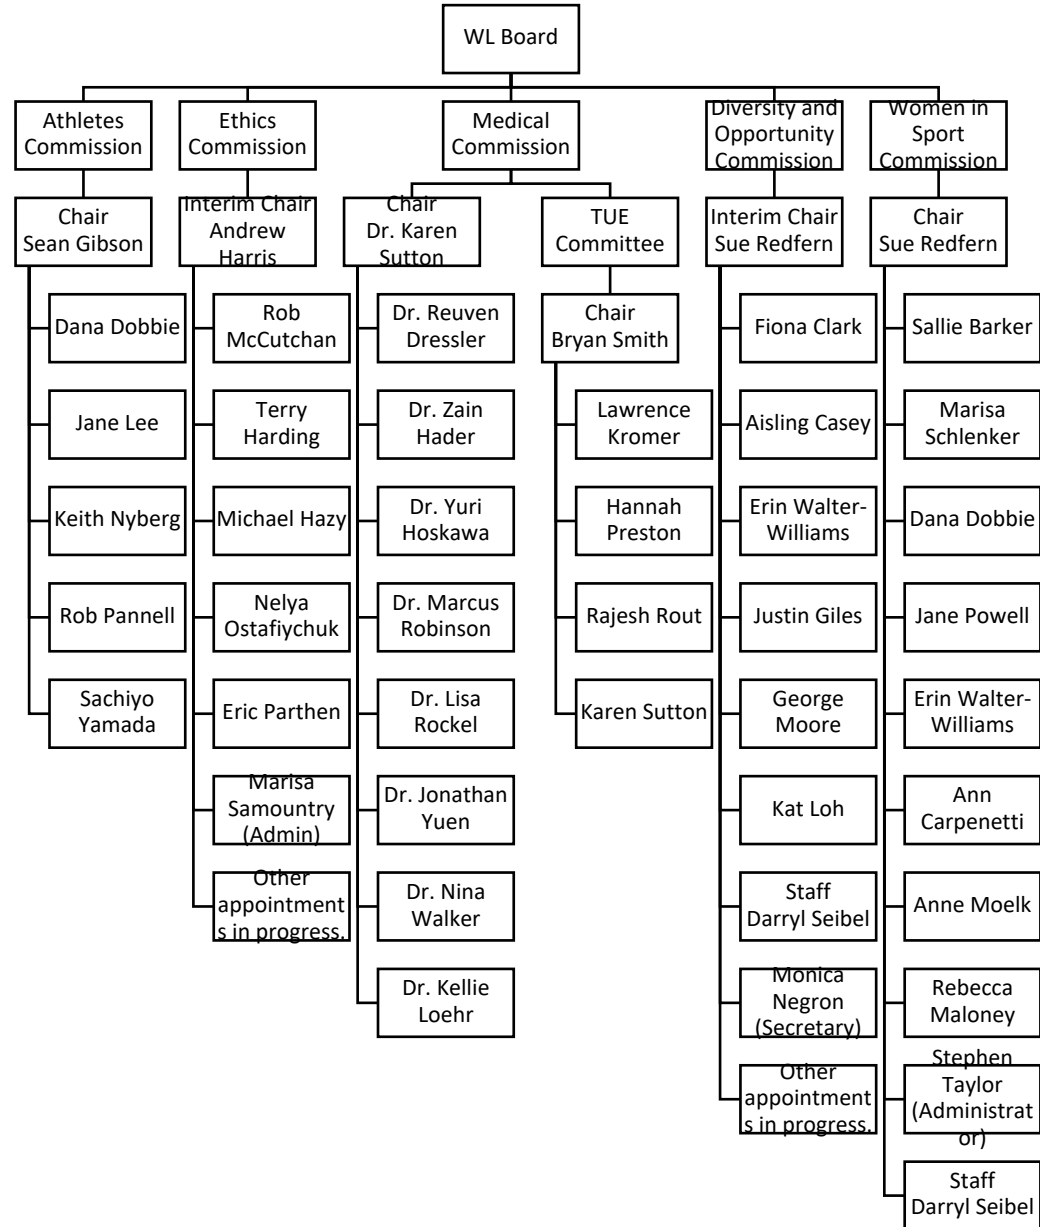 WL Board
Athletes
Commission
Ethics
Commission
Medical
Commission
Diversity and
Opportunity
Commission
Women in
Sport
Commission
Chair
Sean Gibson
Interim Chair
Andrew
Harris
Chair
Dr. Karen
Sutton
TUE
Committee
Interim Chair
Sue Redfern
Chair
Sue Redfern
Dana Dobbie
Jane Lee
Keith Nyberg
Rob Pannell
Sachiyo
Yamada
Rob
McCutchan
Terry
Harding
Michael Hazy
Nelya
Ostafiychuk
Eric Parthen
Marisa
Samountry
(Admin)
Other
appointment
s in progress.
Dr. Reuven
Dressler
Dr. Zain
Hader
Dr. Yuri
Hoskawa
Dr. Marcus
Robinson
Dr. Lisa
Rockel
Dr. Jonathan
Yuen
Dr. Nina
Walker
Dr. Kellie
Loehr
Chair
Bryan Smith
Lawrence
Kromer
Hannah
Preston
Rajesh Rout
Karen Sutton
Fiona Clark
Aisling Casey
Erin Walter-
Williams
Justin Giles
George
Moore
Kat Loh
Staff
Darryl Seibel
Monica
Negron
(Secretary)
Other
appointment
s in progress.
Sallie Barker
Marisa
Schlenker
Dana Dobbie
Jane Powell
Erin Walter-
Williams
Ann
Carpenetti
Anne Moelk
Rebecca
Maloney
Stephen
Taylor
(Administrat
or)
Staff
Darryl Seibel